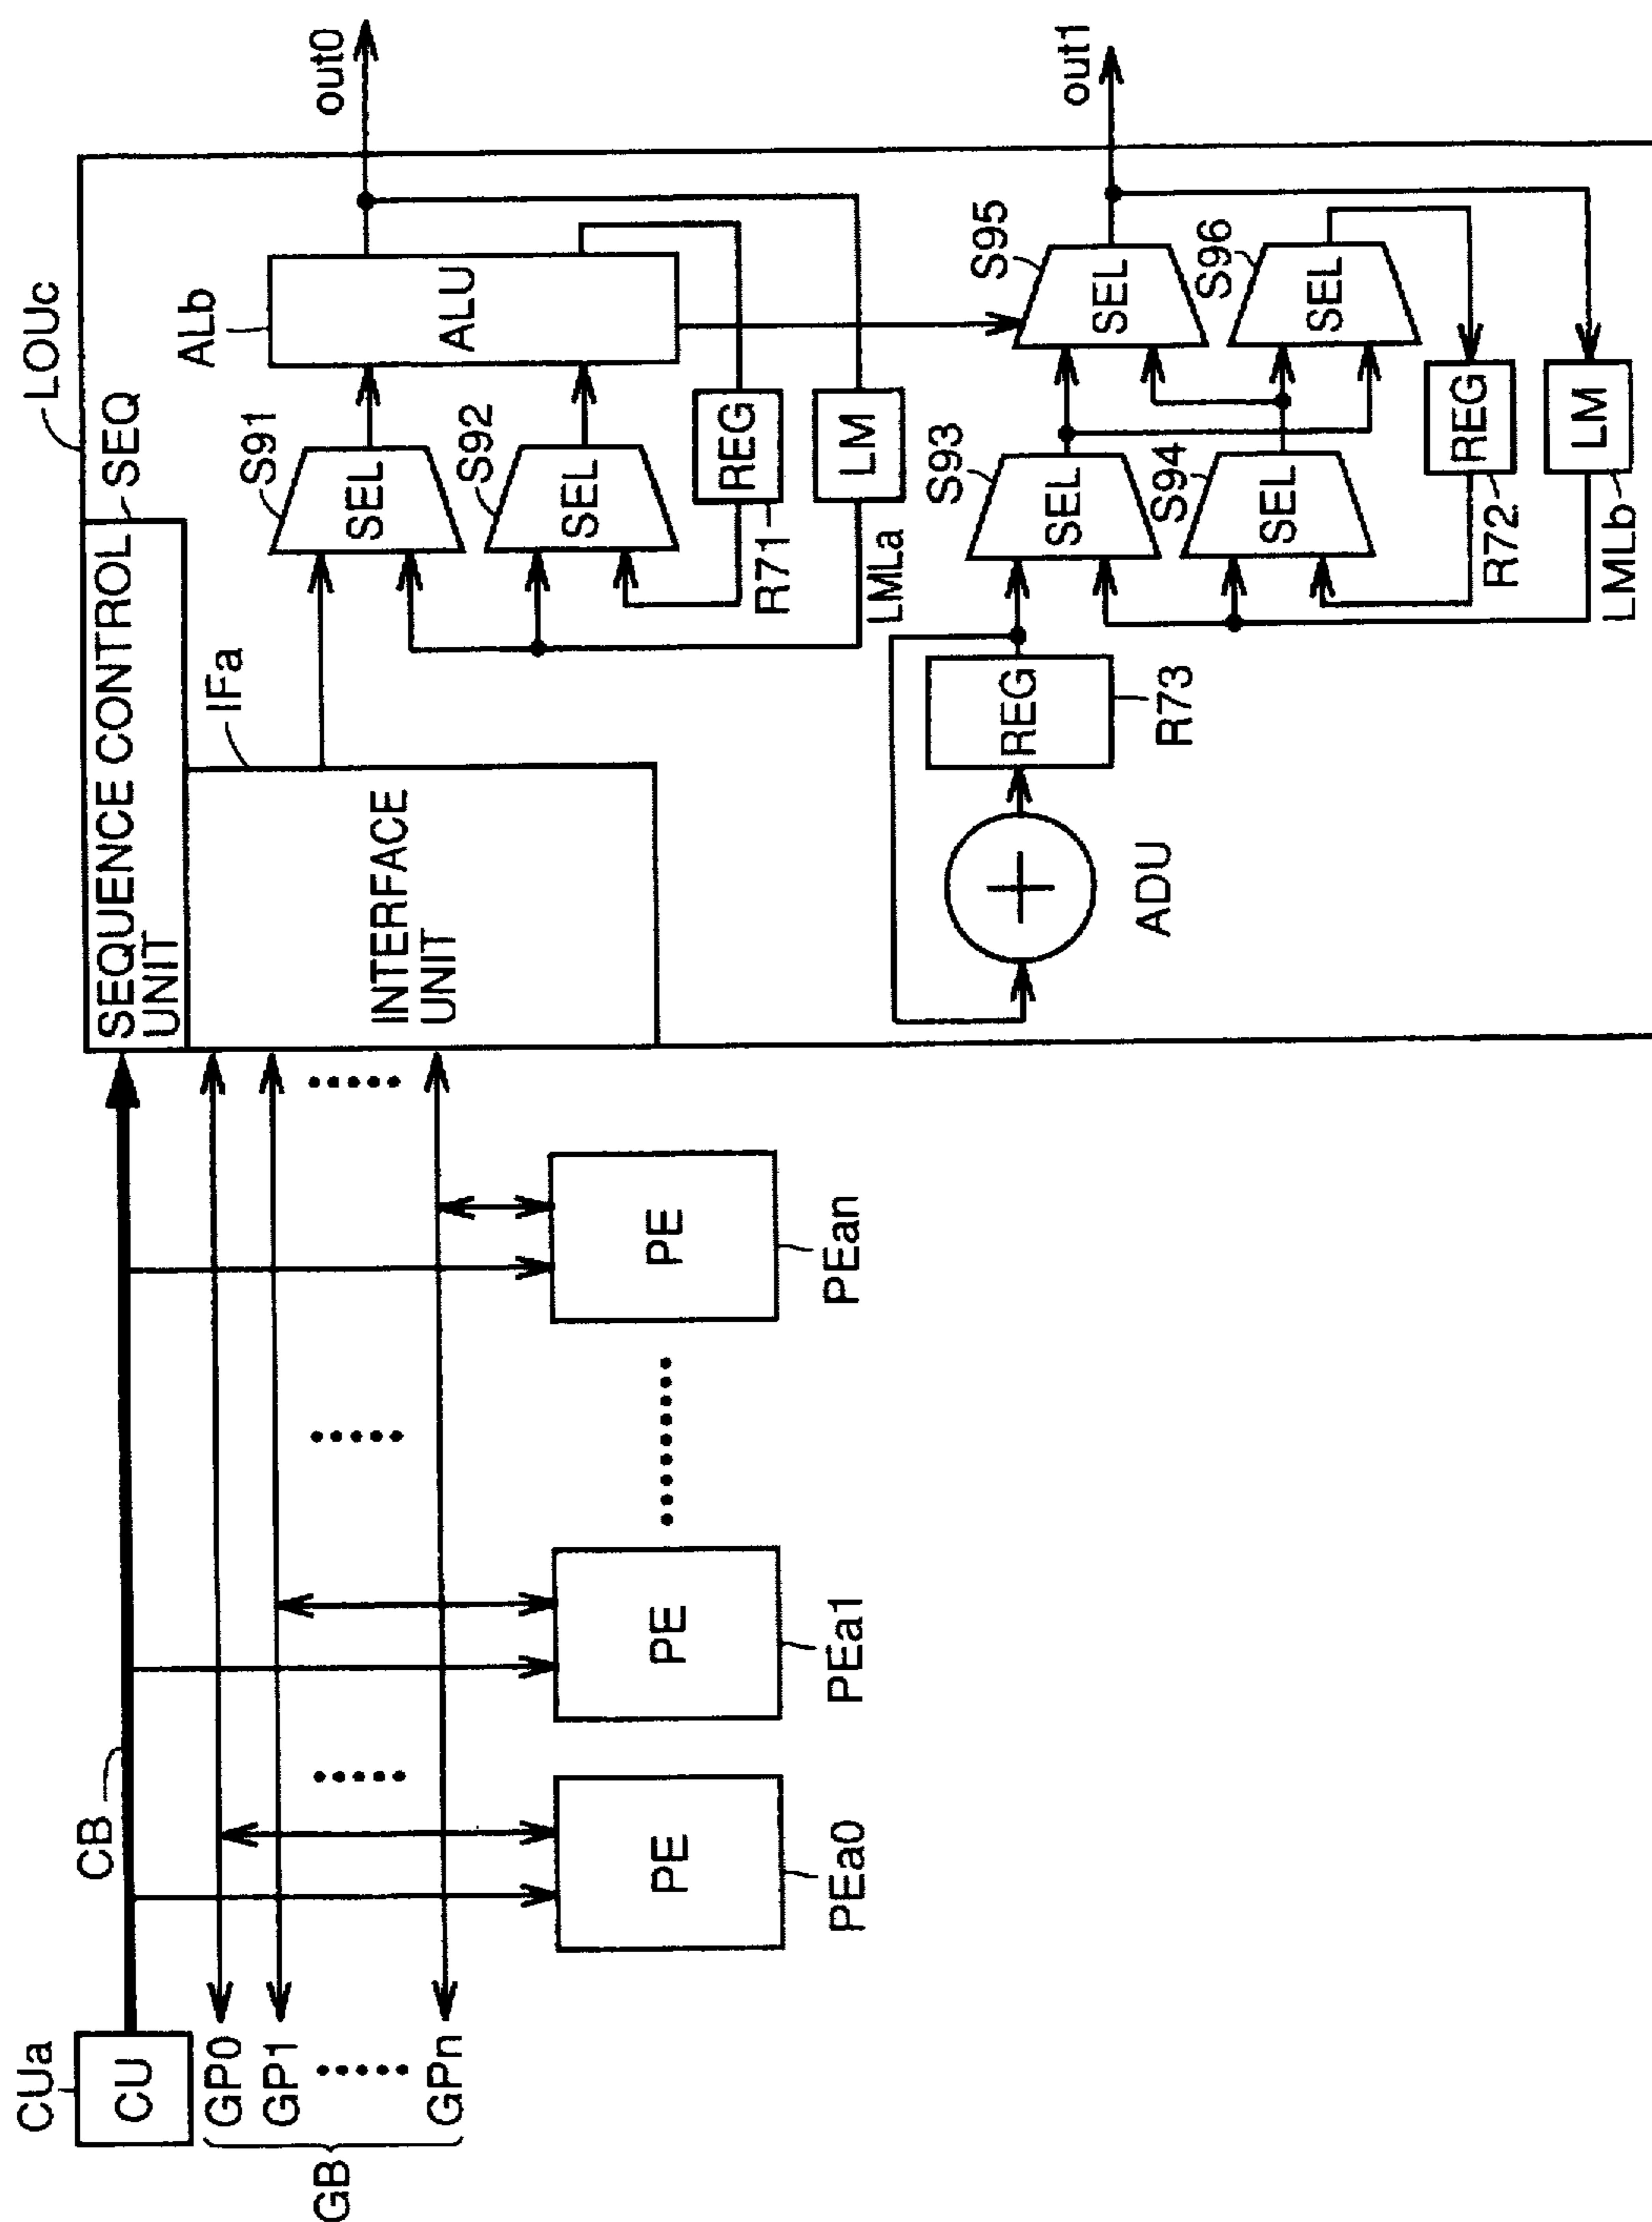 CUa
CU
CB
GP0
GP1
GPn
GB
PE
PEa0
PE
PEa1
PE
PEan
LOUc
SEQUENCE CONTROL
UNIT
SEQ
INTERFACE
UNIT
IFa
S91
SEL
S92
SEL
ALb
ALU
REG
R71
LM
LMLa
out0
ADU
REG
R73
S93
SEL
S94
SEL
S95
SEL
S96
SEL
REG
R72
LM
LMLb
out1